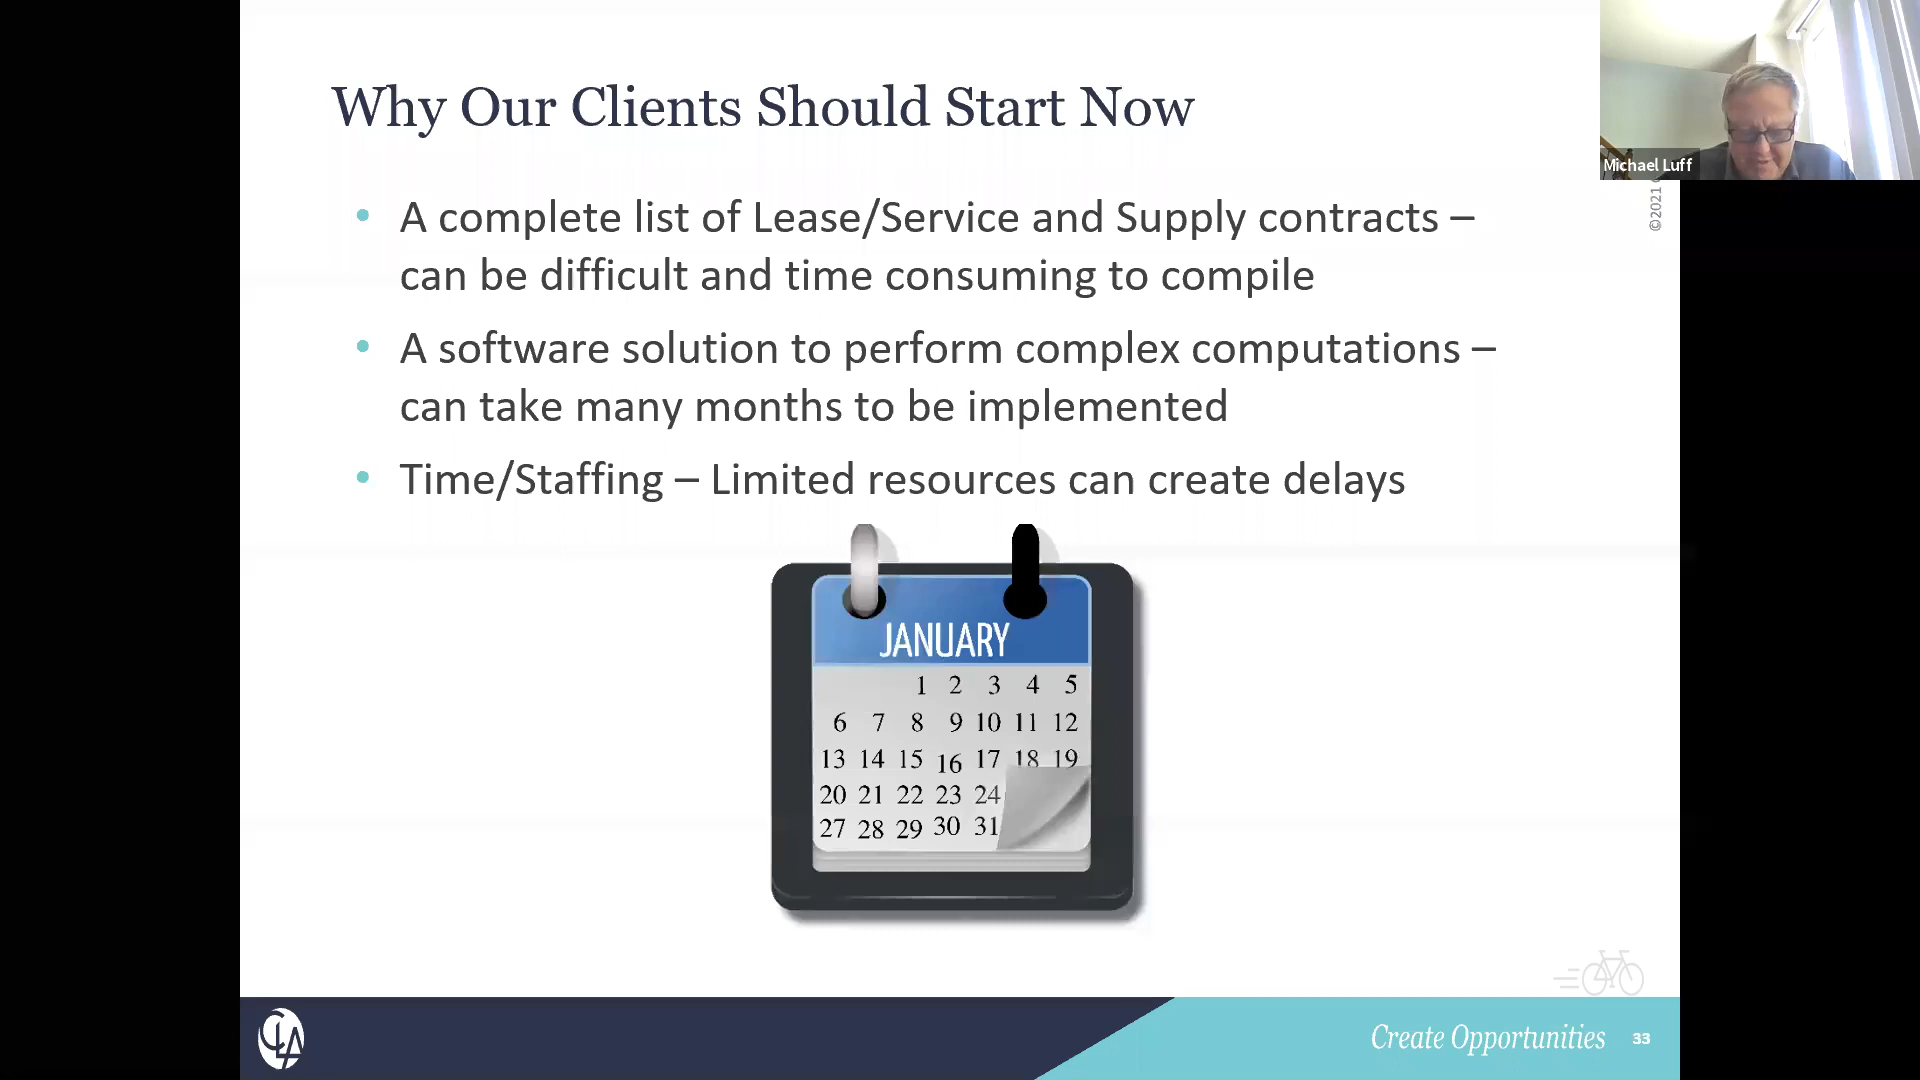 Why Our Clients Should Start Now
• A complete list of Lease/Service and Supply contracts –
can be difficult and time consuming to compile
• A software solution to perform complex computations –
can take many months to be implemented
• Time/Staffing – Limited resources can create delays
JANUARY
1 2 3 4 5
6 7 8 9 10 11 12
13 14 15 16 17 18 19
20 21 22 23 24
27 28 29 30 31
Michael Luff
©2021
CLA
Create Opportunities 33